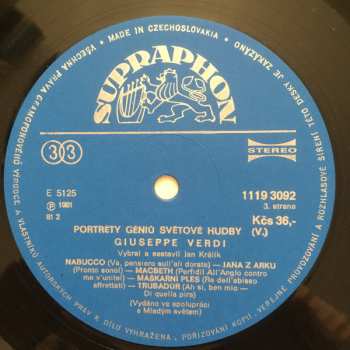 VŠECHNA PRÁVA GRAMOFONOVÉHO VÝROBCE A VLASTNÍKŮ AUTORSKÝCH PRÁV K DÍLU VYHRAZENA. POŘIZOVÁNÍ KOPIÍ, VEŘEJNÉ PROVOZOVÁNÍ A ROZHLASOVÉ ŠÍŘENÍ TÉTO DESKY JE ZAKÁZÁNO
• MADE IN CZECHOSLOVAKIA •
SUPRAPHON
33
STEREO
E 5125
℗ 1981
81 2
1119 3092
3. strana
Kčs 36,-
PORTRÉTY GÉNIŮ SVĚTOVÉ HUDBY (V.)
GIUSEPPE VERDI
Vybral a sestavil Jan Králík
NABUCCO (Va, pensiero sull'ali dorate) — JANA Z ARKU
(Pronto sonó!) — MACBETH (Perfidi! All'Anglo contro
me v'unite!) — MAŠKARNÍ PLES (Re dell'abisso
affrettati) — TRUBADÚR (Ah sì, ben mio —
Di quella pira)
(Vydáno ve spolupráci
s Mladým světem)